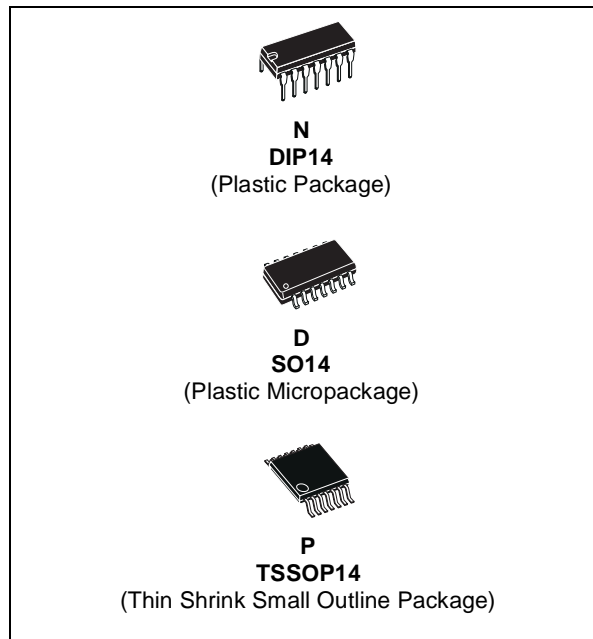 N
DIP14
(Plastic Package)
D
SO14
(Plastic Micropackage)
P
TSSOP14
(Thin Shrink Small Outline Package)